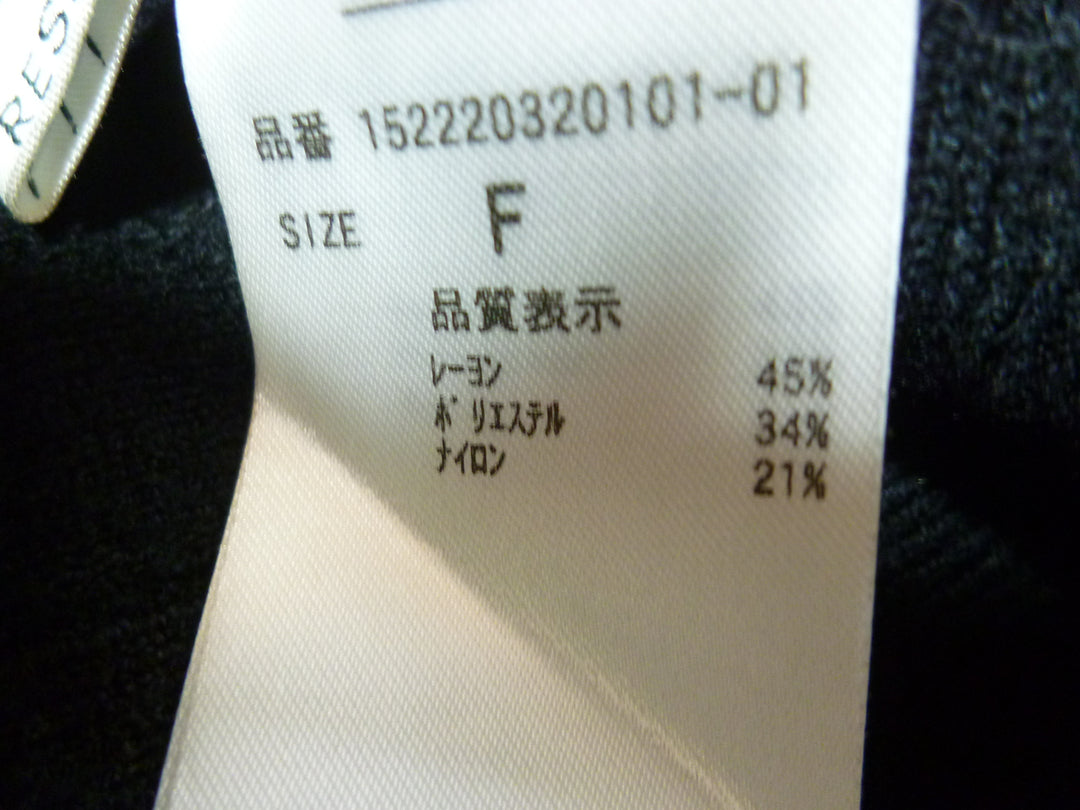 RES
品番 152220320101-01
SIZE F
品質表示
レーヨン 45%
ポリエステル 34%
ナイロン 21%